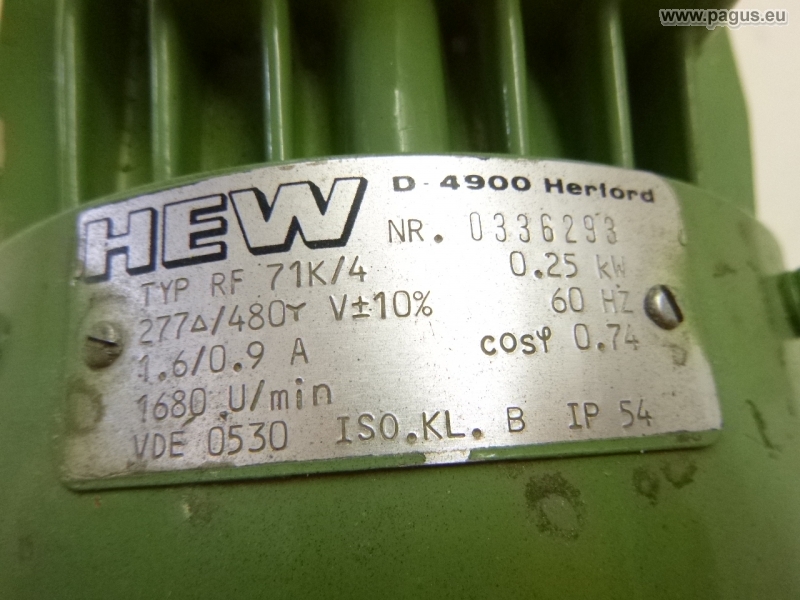 www.pagus.eu
HEW D-4900 Herford
NR. 0336293
TYP RF 71K/4 0.25 kW
277△/480Y V±10% 60 HZ
1.6/0.9 A cosφ 0.74
1680 U/min
VDE 0530 ISO.KL. B IP 54